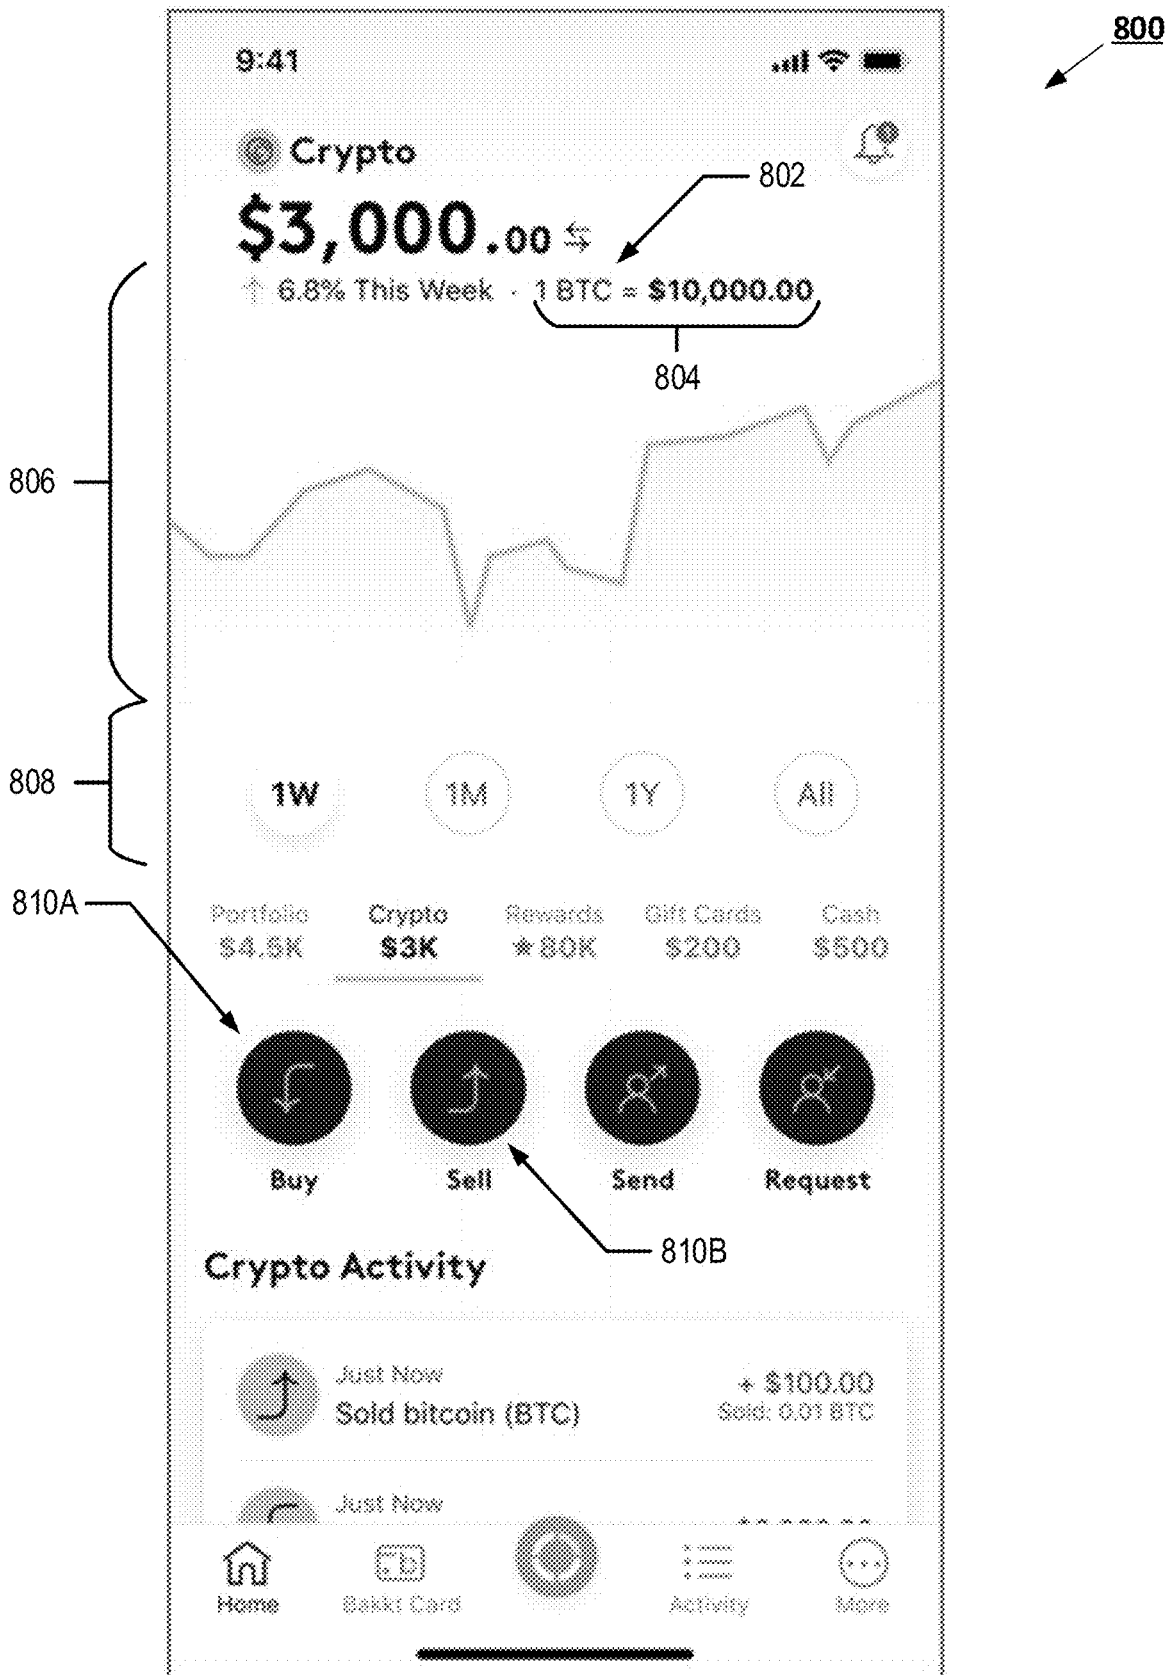 800
9:41
Crypto
802
$3,000.00
↑ 6.8% This Week · 1 BTC = $10,000.00
804
806
808
1W 1M 1Y All
810A
Portfolio Crypto Rewards Gift Cards Cash
$4.5K $3K ★80K $200 $500
Buy Sell Send Request
810B
Crypto Activity
Just Now + $100.00
Sold bitcoin (BTC) Sold: 0.01 BTC
Just Now
Home Bakkt Card Activity More